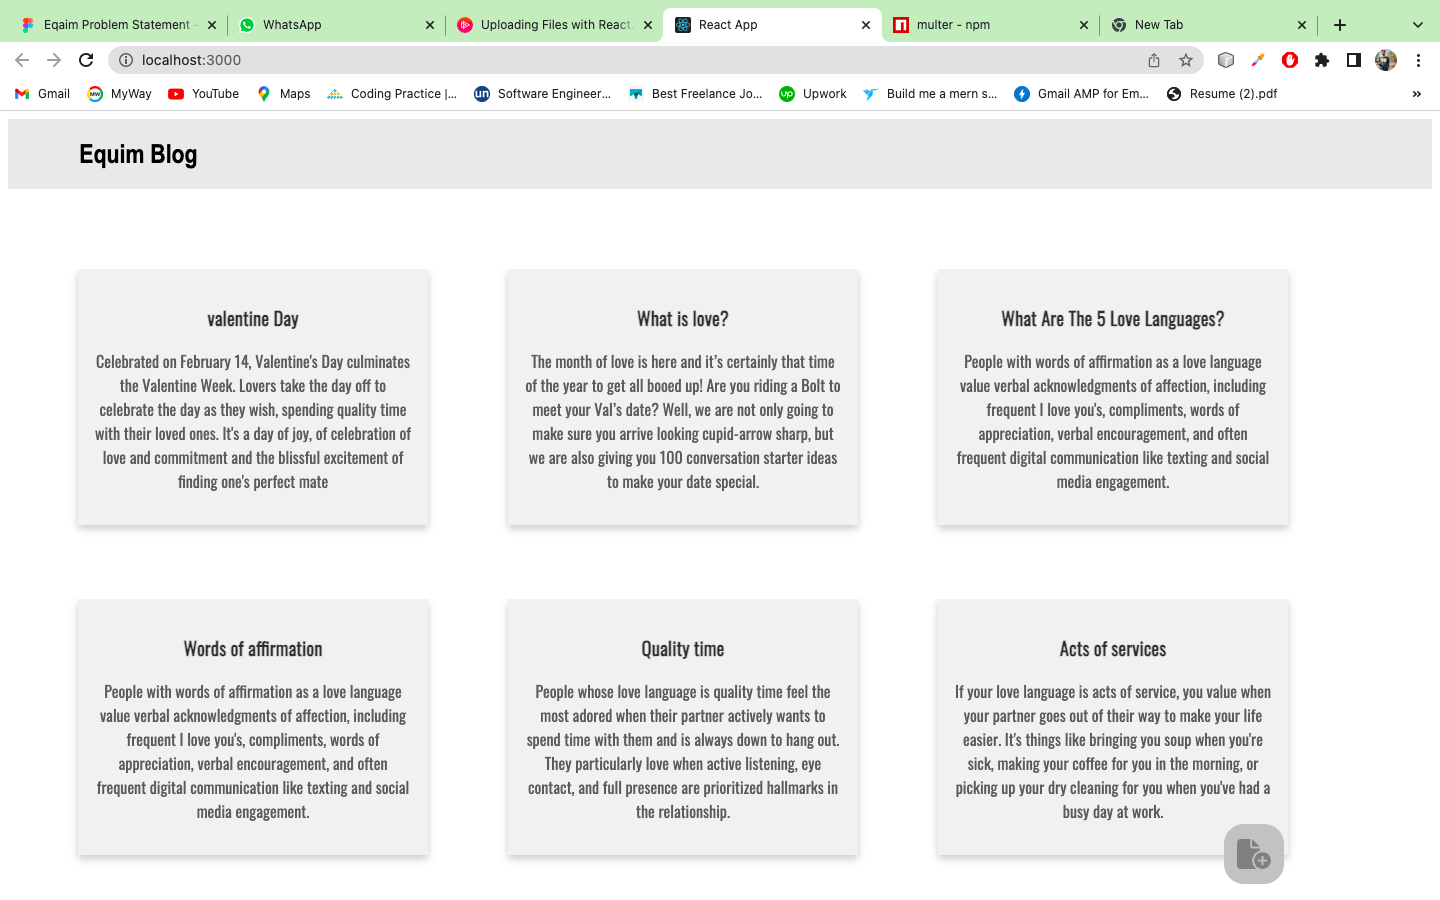 Eqaim Problem Statement -
WhatsApp
Uploading Files with React.
React App
multer - npm
New Tab
localhost:3000
Gmail
MW
MyWay
YouTube
Maps
Coding Practice |...
un
Software Engineer...
Best Freelance Jo...
up
Upwork
Build me a mern s...
Gmail AMP for Em...
Resume (2).pdf
»
Equim Blog
valentine Day
Celebrated on February 14, Valentine's Day culminates
the Valentine Week. Lovers take the day off to
celebrate the day as they wish, spending quality time
with their loved ones. It's a day of joy, of celebration of
love and commitment and the blissful excitement of
finding one's perfect mate
What is love?
The month of love is here and it’s certainly that time
of the year to get all booed up! Are you riding a Bolt to
meet your Val’s date? Well, we are not only going to
make sure you arrive looking cupid-arrow sharp, but
we are also giving you 100 conversation starter ideas
to make your date special.
What Are The 5 Love Languages?
People with words of affirmation as a love language
value verbal acknowledgments of affection, including
frequent I love you's, compliments, words of
appreciation, verbal encouragement, and often
frequent digital communication like texting and social
media engagement.
Words of affirmation
People with words of affirmation as a love language
value verbal acknowledgments of affection, including
frequent I love you's, compliments, words of
appreciation, verbal encouragement, and often
frequent digital communication like texting and social
media engagement.
Quality time
People whose love language is quality time feel the
most adored when their partner actively wants to
spend time with them and is always down to hang out.
They particularly love when active listening, eye
contact, and full presence are prioritized hallmarks in
the relationship.
Acts of services
If your love language is acts of service, you value when
your partner goes out of their way to make your life
easier. It's things like bringing you soup when you're
sick, making your coffee for you in the morning, or
picking up your dry cleaning for you when you've had a
busy day at work.